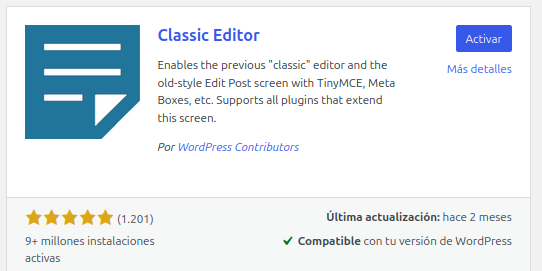 Classic Editor
Activar
Más detalles
Enables the previous "classic" editor and the
old-style Edit Post screen with TinyMCE, Meta
Boxes, etc. Supports all plugins that extend
this screen.
Por WordPress Contributors
(1.201)
9+ millones instalaciones
activas
Última actualización: hace 2 meses
Compatible con tu versión de WordPress